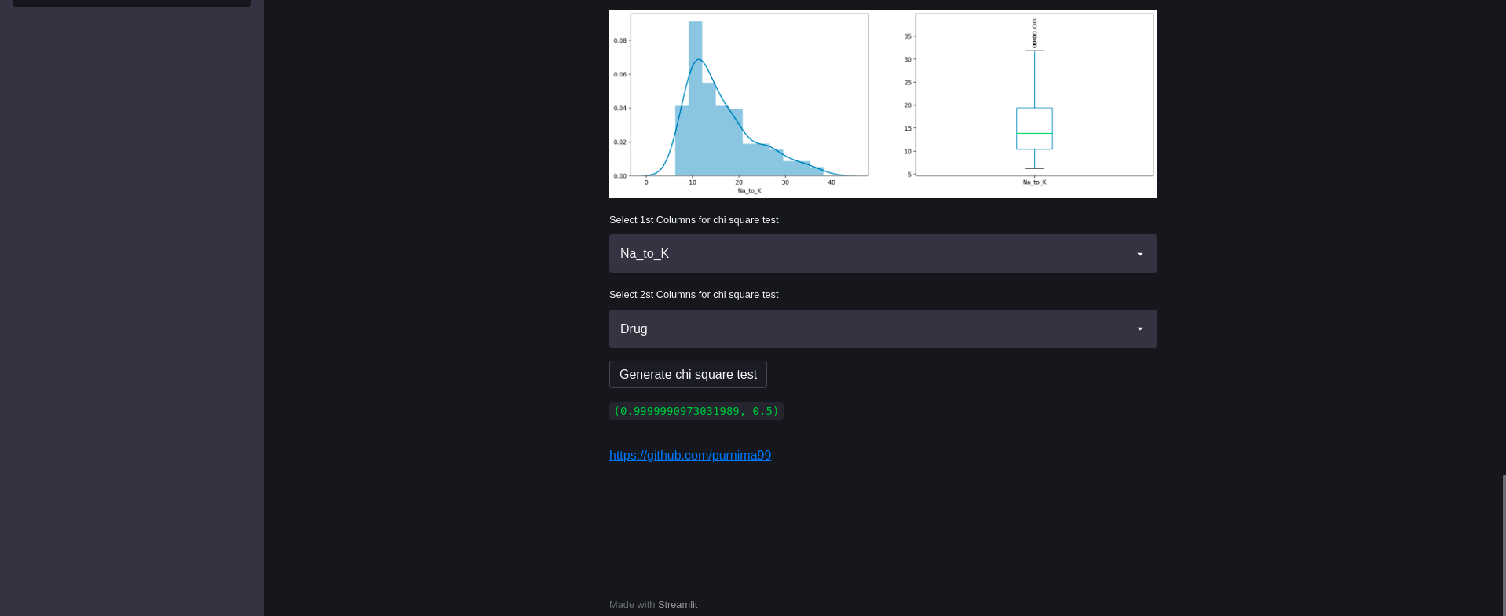 0.08
0.06
0.04
0.02
0.00
0 10 20 30 40
Na_to_K
35
30
25
20
15
10
5
Na_to_K
Select 1st Columns for chi square test
Na_to_K
Select 2st Columns for chi square test
Drug
Generate chi square test
(0.9999990973031989, 0.5)
https://github.com/purnima99
Made with Streamlit